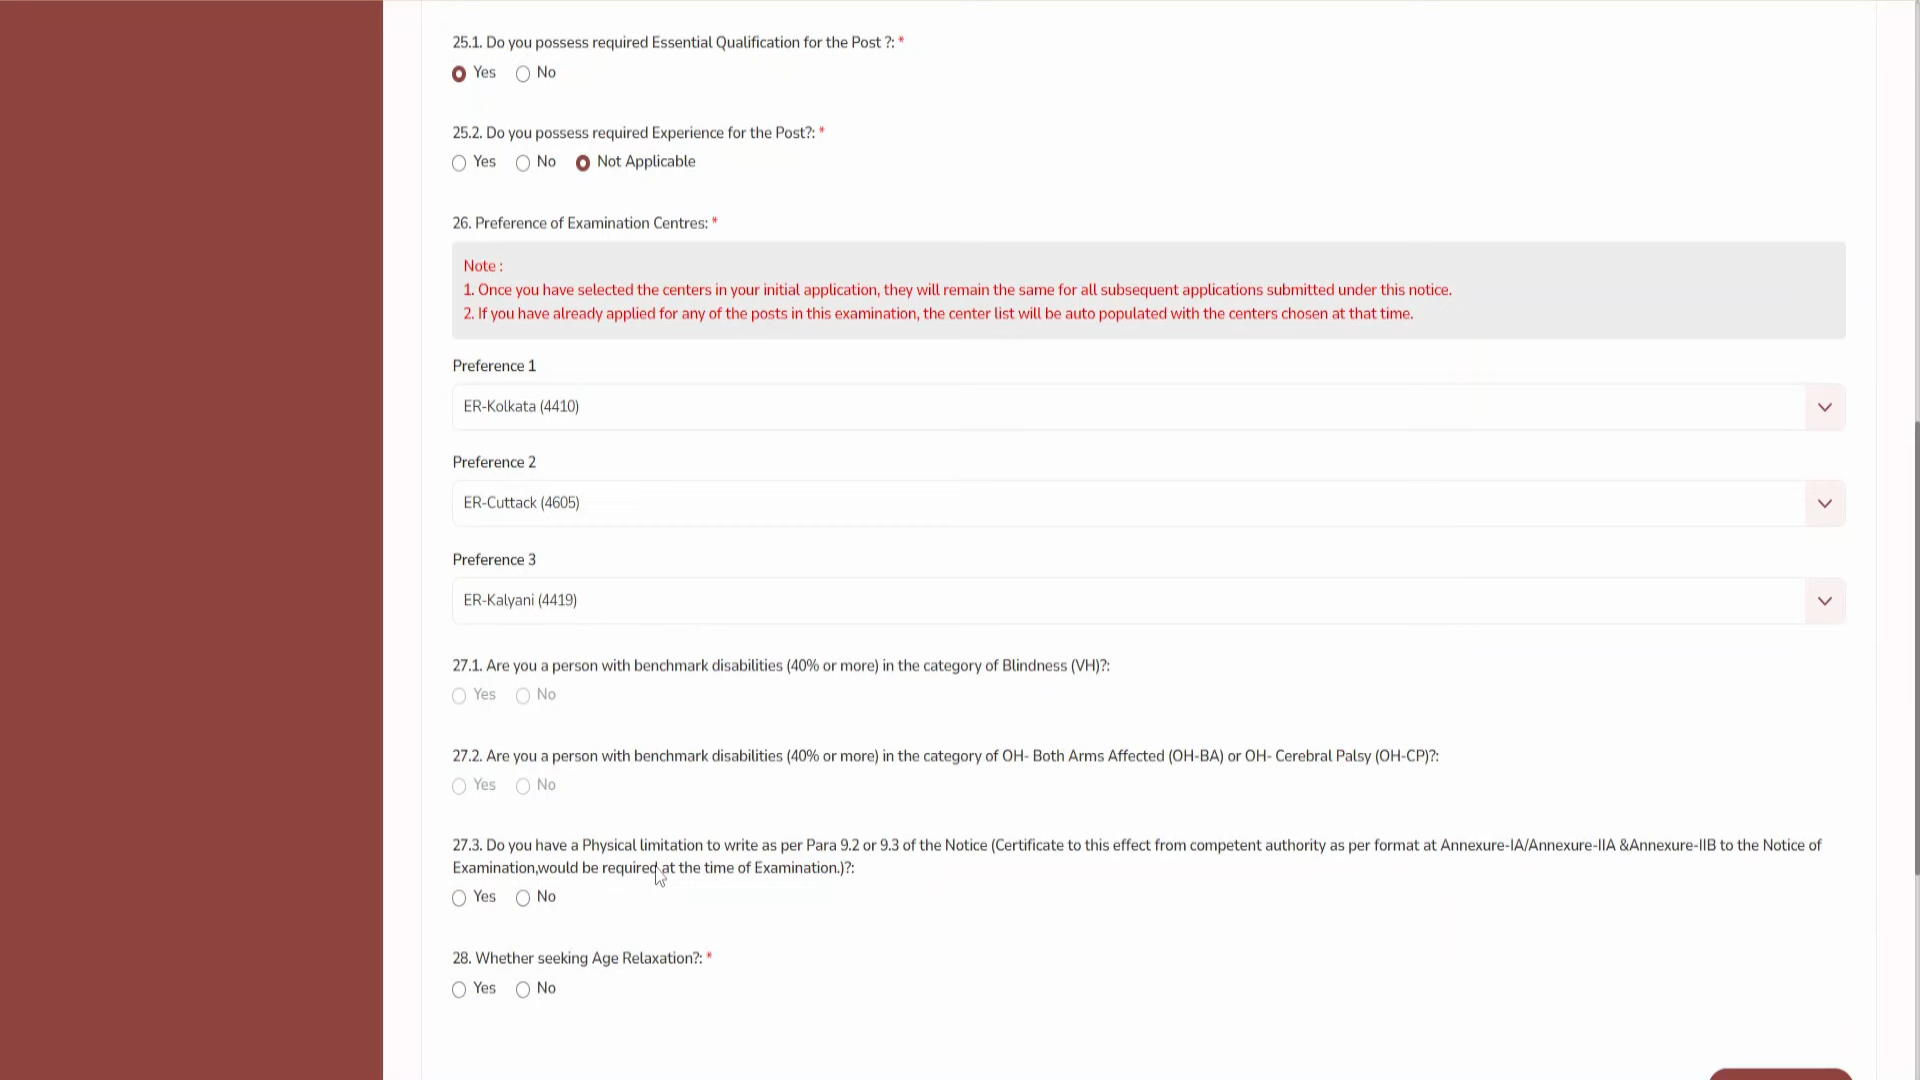 25.1. Do you possess required Essential Qualification for the Post ?: *
Yes No
25.2. Do you possess required Experience for the Post?: *
Yes No Not Applicable
26. Preference of Examination Centres: *
Note :
1. Once you have selected the centers in your initial application, they will remain the same for all subsequent applications submitted under this notice.
2. If you have already applied for any of the posts in this examination, the center list will be auto populated with the centers chosen at that time.
Preference 1
ER-Kolkata (4410)
Preference 2
ER-Cuttack (4605)
Preference 3
ER-Kalyani (4419)
27.1. Are you a person with benchmark disabilities (40% or more) in the category of Blindness (VH)?:
Yes No
27.2. Are you a person with benchmark disabilities (40% or more) in the category of OH- Both Arms Affected (OH-BA) or OH- Cerebral Palsy (OH-CP)?:
Yes No
27.3. Do you have a Physical limitation to write as per Para 9.2 or 9.3 of the Notice (Certificate to this effect from competent authority as per format at Annexure-IA/Annexure-IIA &Annexure-IIB to the Notice of
Examination,would be required at the time of Examination.)?:
Yes No
28. Whether seeking Age Relaxation?: *
Yes No